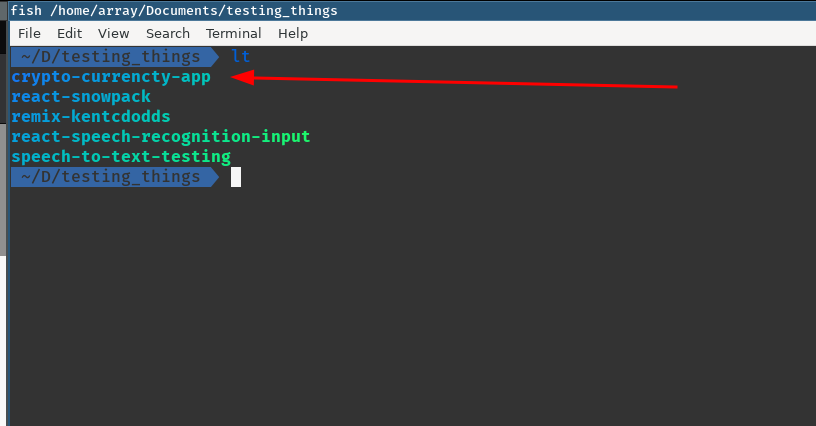 fish /home/array/Documents/testing_things
File Edit View Search Terminal Help
~/D/testing_things lt
crypto-currencty-app
react-snowpack
remix-kentcdodds
react-speech-recognition-input
speech-to-text-testing
~/D/testing_things